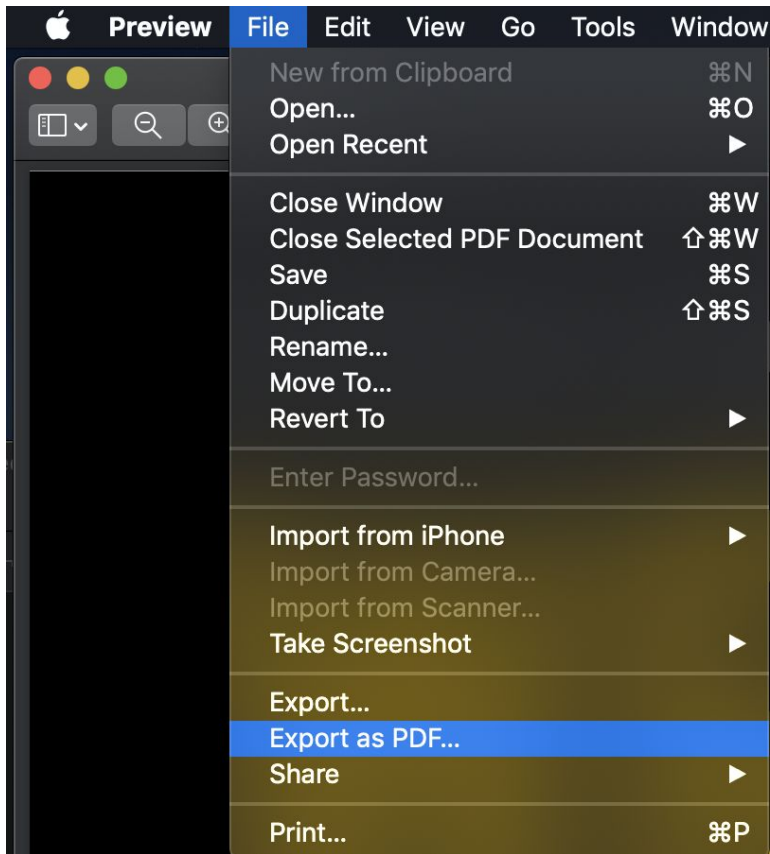 Preview File Edit View Go Tools Window
New from Clipboard ⌘N
Open... ⌘O
Open Recent ▶
Close Window ⌘W
Close Selected PDF Document ⇧⌘W
Save ⌘S
Duplicate ⇧⌘S
Rename...
Move To...
Revert To ▶
Enter Password...
Import from iPhone ▶
Import from Camera...
Import from Scanner...
Take Screenshot ▶
Export...
Export as PDF...
Share ▶
Print... ⌘P